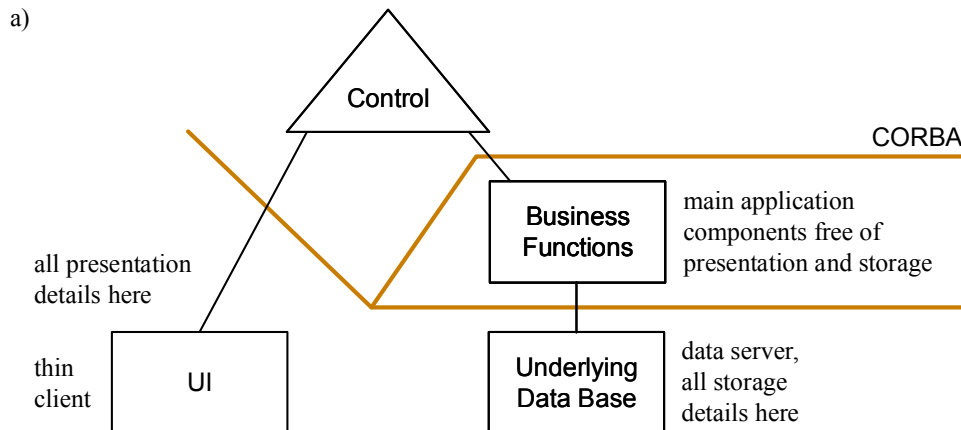 a)
Control
CORBA
Business
Functions
main application
components free of
presentation and storage
all presentation
details here
thin
client
UI
Underlying
Data Base
data server,
all storage
details here